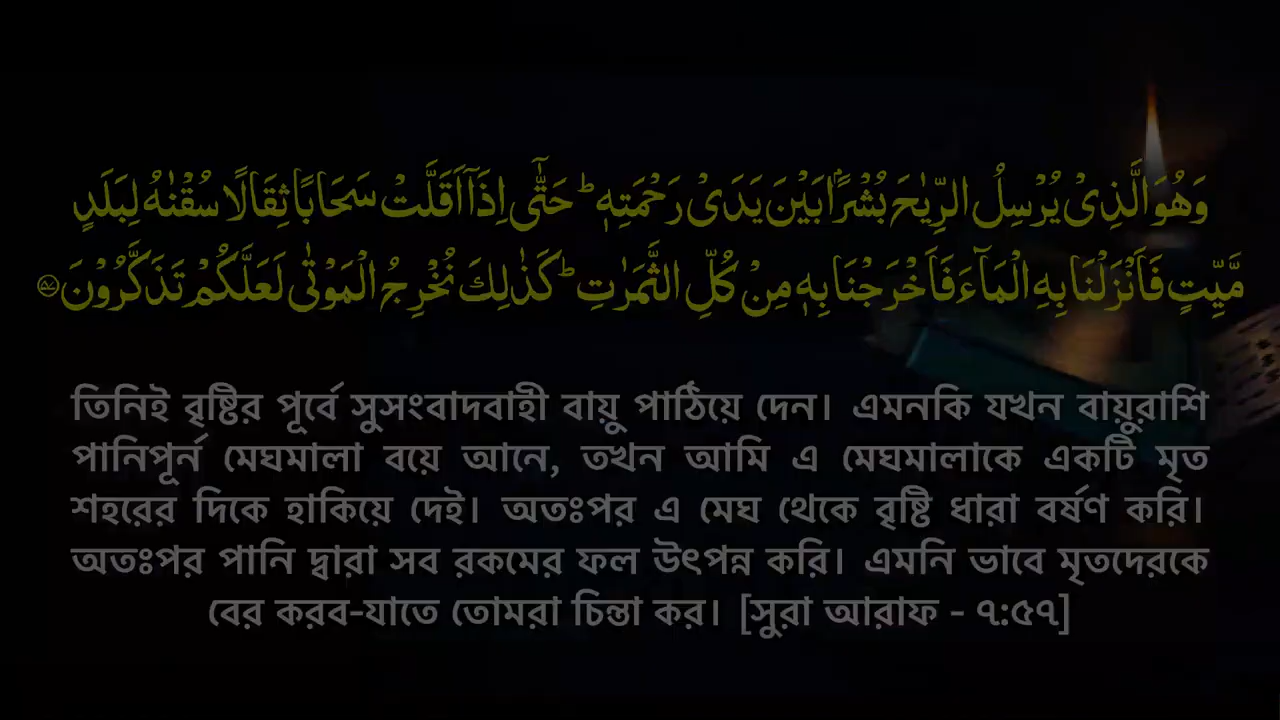 وَهُوَ الَّذِیْ یُرْسِلُ الرِّیٰحَ بُشْرًۢا بَیْنَ یَدَیْ رَحْمَتِهٖ ؕ حَتّٰۤی اِذَاۤ اَقَلَّتْ سَحَابًا ثِقَالًا سُقْنٰهُ لِبَلَدٍ
مَّیِّتٍ فَاَنْزَلْنَا بِهِ الْمَآءَ فَاَخْرَجْنَا بِهٖ مِنْ كُلِّ الثَّمَرٰتِ ؕ كَذٰلِكَ نُخْرِجُ الْمَوْتٰی لَعَلَّكُمْ تَذَكَّرُوْنَ ۝۵۷
তিনিই বৃষ্টির পূর্বে সুসংবাদবাহী বায়ু পাঠিয়ে দেন। এমনকি যখন বায়ুরাশি
পানিপূর্ন মেঘমালা বয়ে আনে, তখন আমি এ মেঘমালাকে একটি মৃত
শহরের দিকে হাকিয়ে দেই। অতঃপর এ মেঘ থেকে বৃষ্টি ধারা বর্ষণ করি।
অতঃপর পানি দ্বারা সব রকমের ফল উৎপন্ন করি। এমনি ভাবে মৃতদেরকে
বের করব-যাতে তোমরা চিন্তা কর। [সুরা আরাফ - ৭:৫৭]